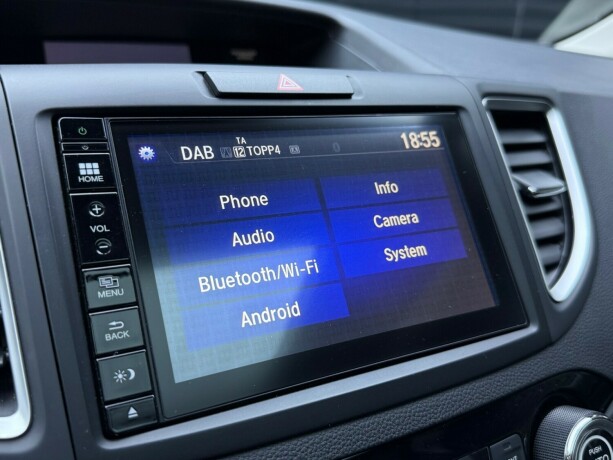 TA
DAB 12 TOPP4 18:55
HOME
VOL
MENU
BACK
Phone
Info
Audio
Camera
Bluetooth/Wi-Fi
System
Android
PUSH